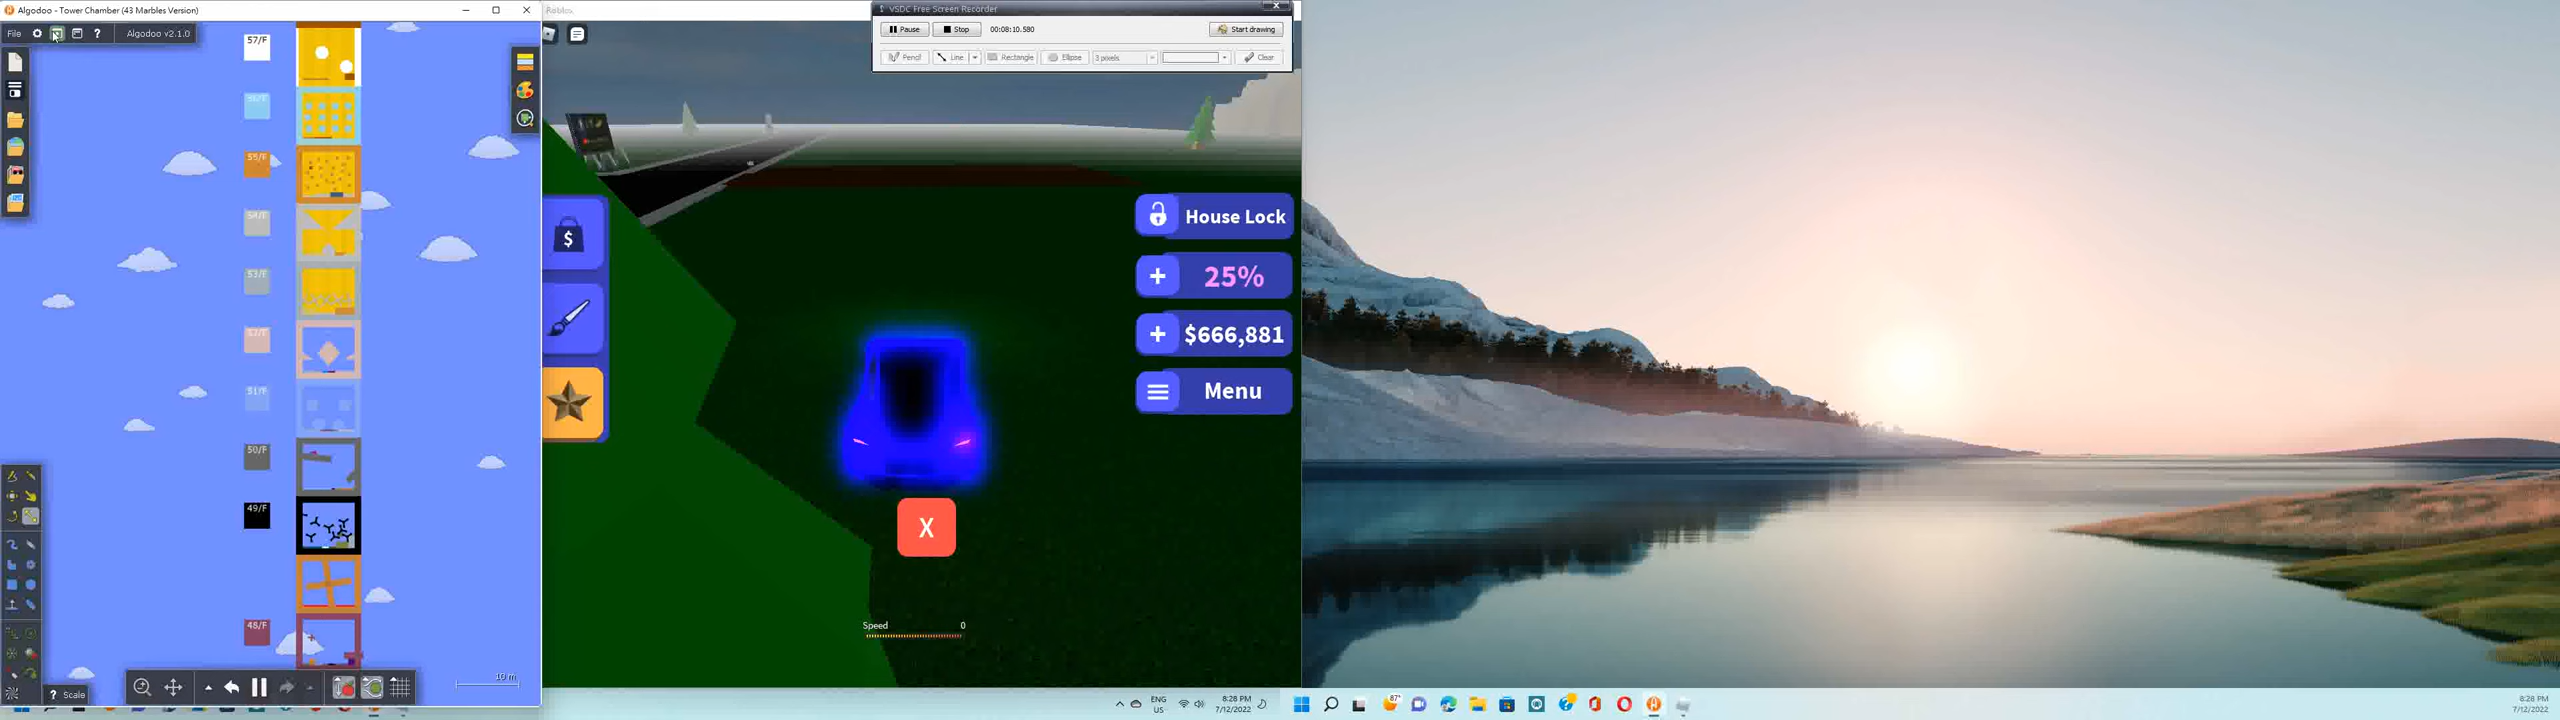 Algodoo - Tower Chamber (43 Marbles Version)
File
?
Algodoo v2.1.0
57/F
56/F
55/F
54/F
53/F
52/F
51/F
50/F
49/F
48/F
? Scale
10 m
Roblox
VSDC Free Screen Recorder
Pause
Stop
00:08:10.580
Start drawing
Pencil
Line
Rectangle
Ellipse
3 pixels
Clear
$
House Lock
+ 25%
+ $666,881
Menu
X
Speed 0
ENG
US
8:28 PM
7/12/2022
87°
8:28 PM
7/12/2022